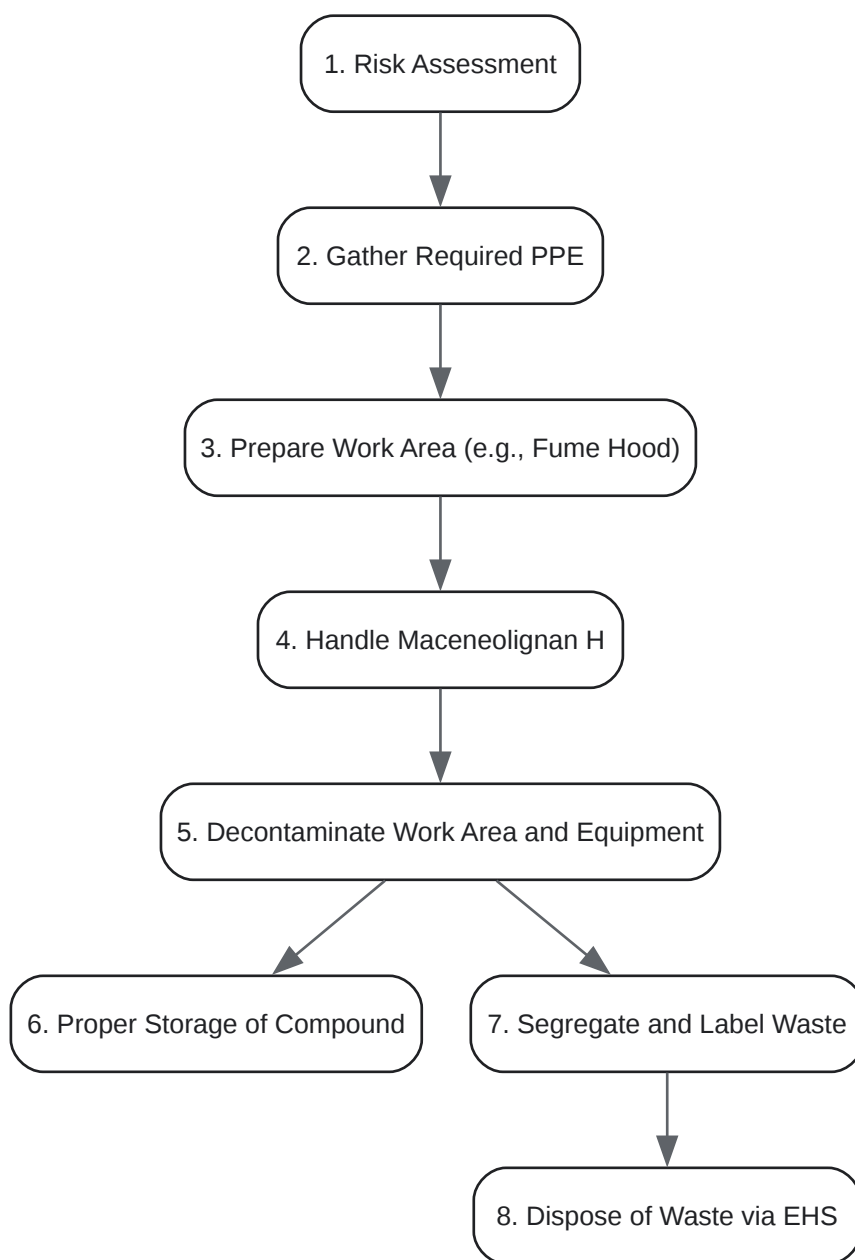 1. Risk Assessment
2. Gather Required PPE
3. Prepare Work Area (e.g., Fume Hood)
4. Handle Maceneolignan H
5. Decontaminate Work Area and Equipment
6. Proper Storage of Compound
7. Segregate and Label Waste
8. Dispose of Waste via EHS